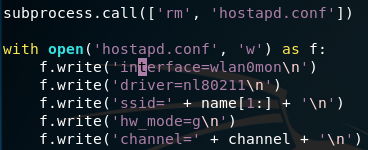 subprocess.call(['rm', 'hostapd.conf'])
with open('hostapd.conf', 'w') as f:
    f.write('interface=wlan0mon\n')
    f.write('driver=nl80211\n')
    f.write('ssid=' + name[1:] + '\n')
    f.write('hw_mode=g\n')
    f.write('channel=' + channel + '\n')